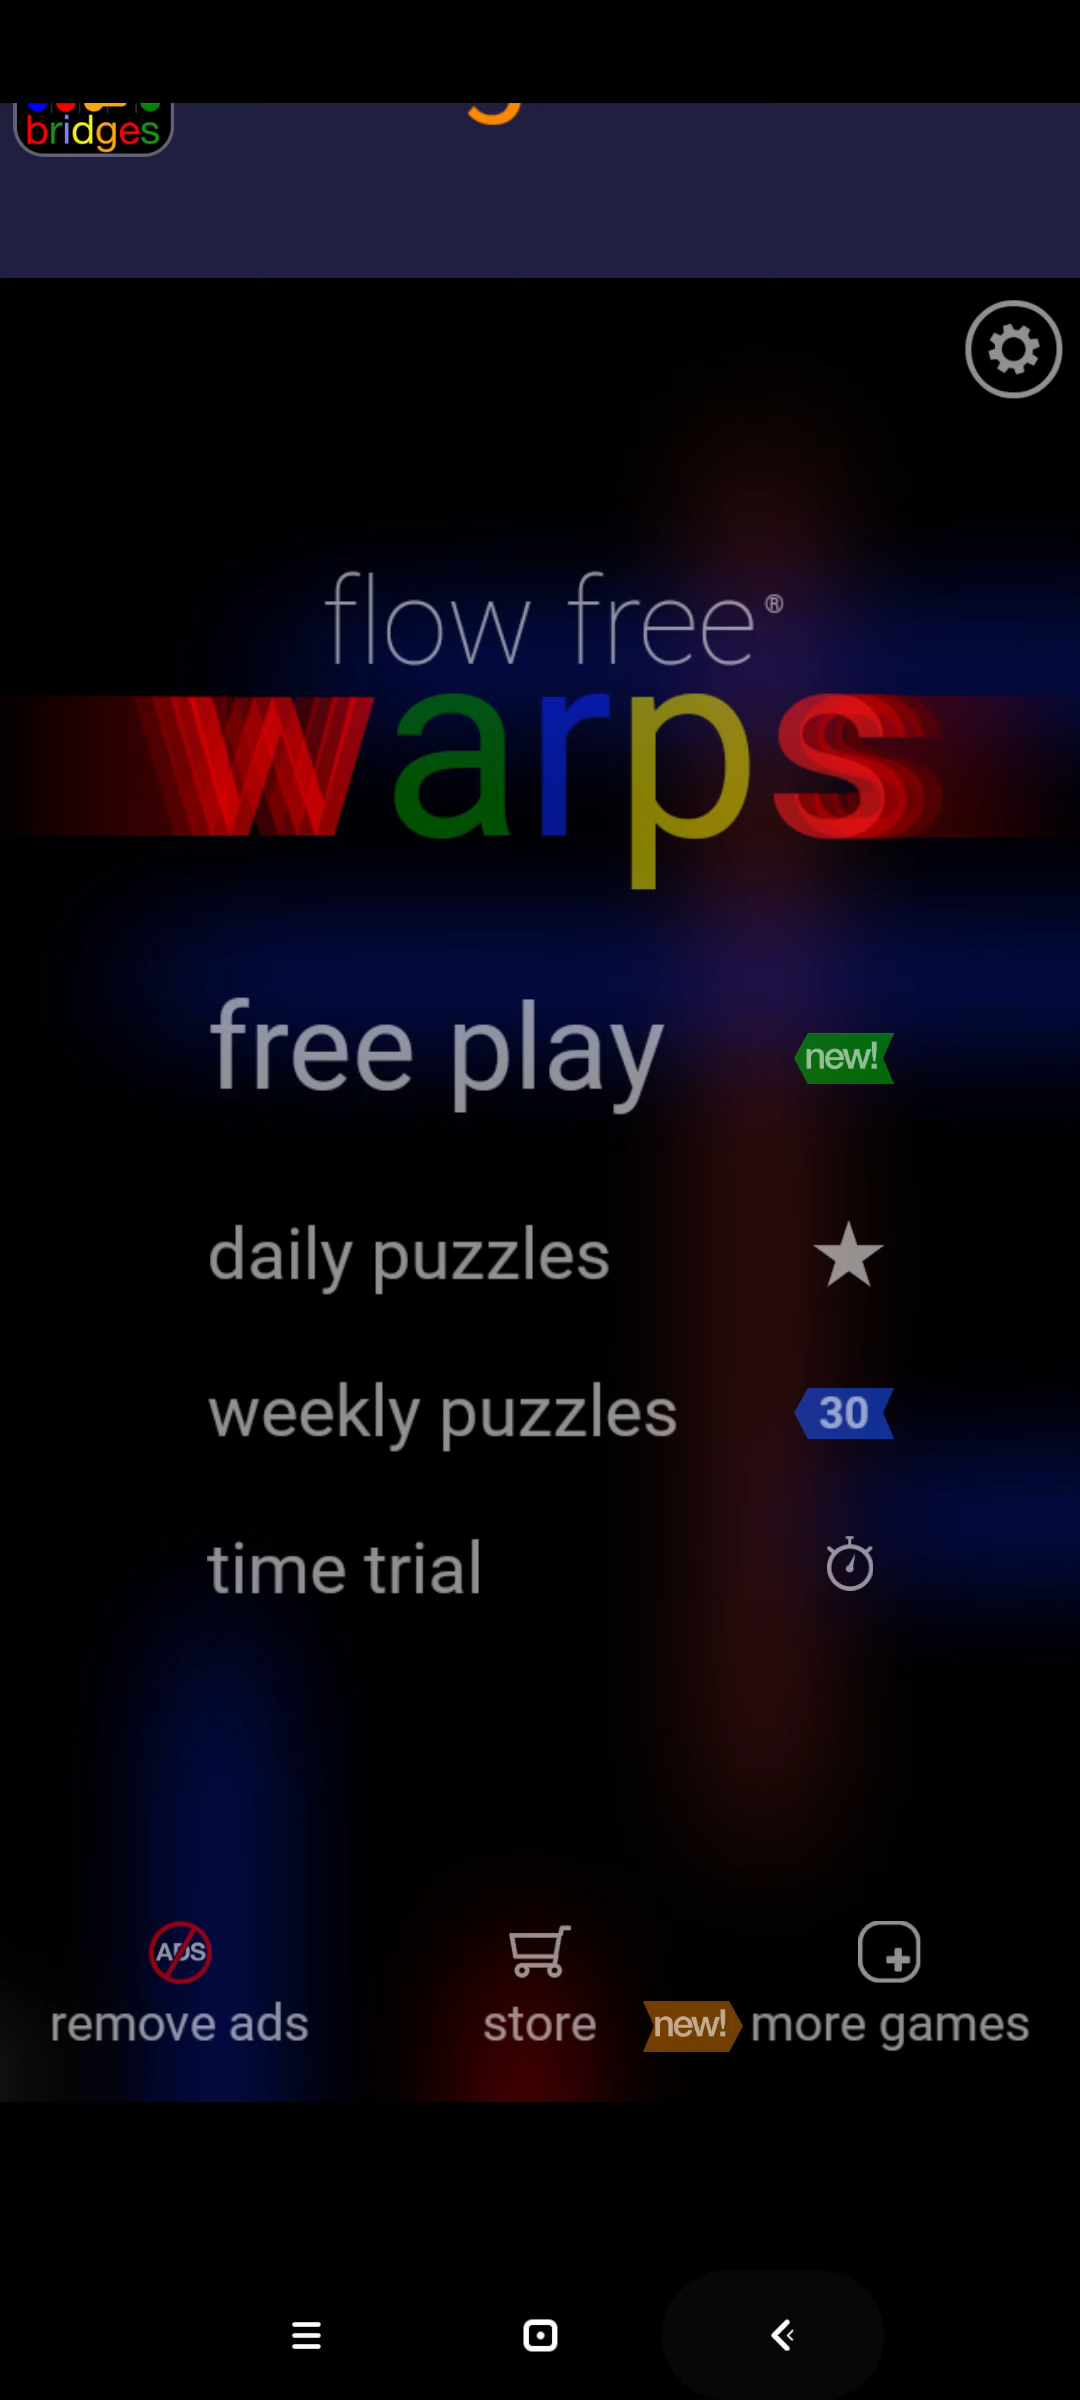 bridges
flow free®
warps
free play
new!
daily puzzles
weekly puzzles
30
time trial
ADS
remove ads
store
new!
more games